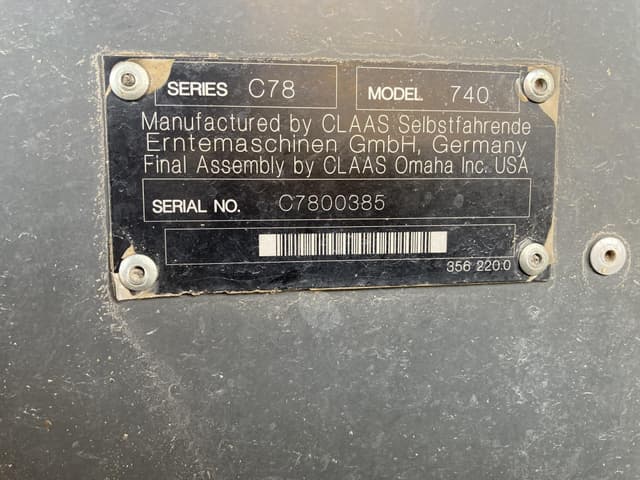 SERIES C78 MODEL 740
Manufactured by CLAAS Selbstfahrende
Erntemaschinen GmbH, Germany
Final Assembly by CLAAS Omaha Inc. USA
SERIAL NO. C7800385
356 220.0